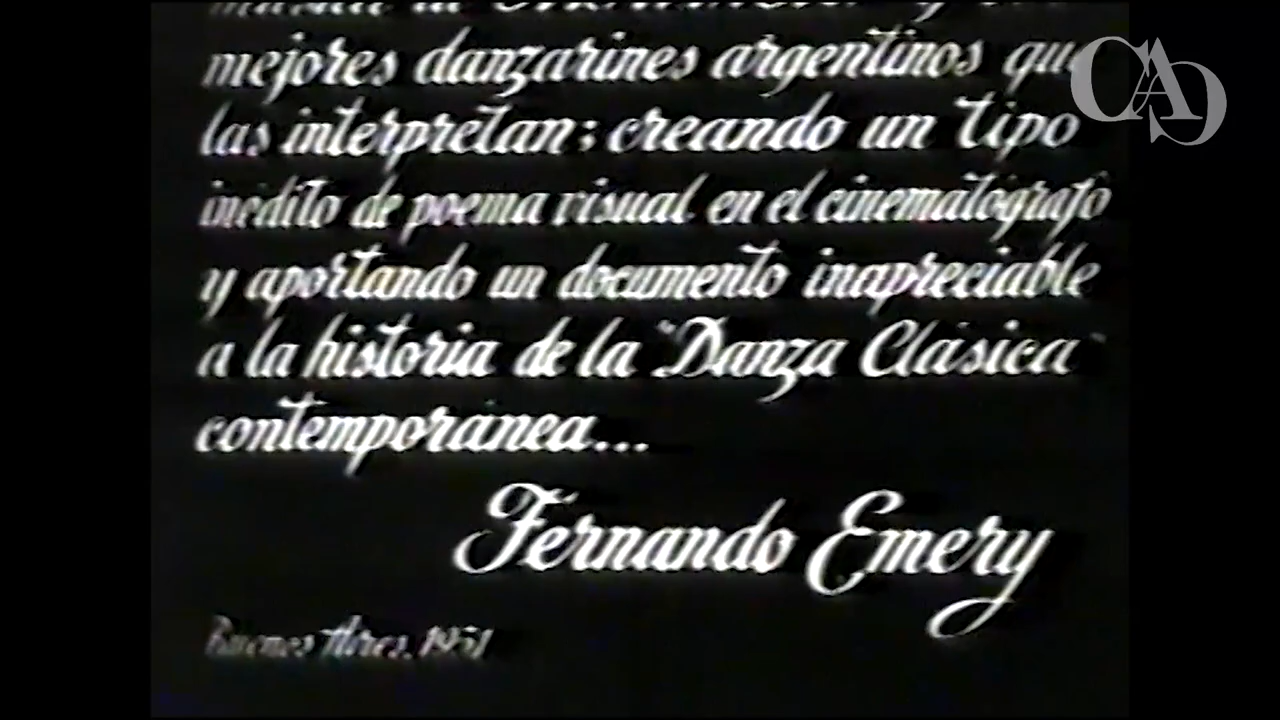 mejores danzarines argentinos que
las interpretan; creando un tipo
inédito de poema visual en el cinematógrafo
y aportando un documento inapreciable
a la historia de la "Danza Clásica"
contemporánea...
Fernando Emery
Buenos Aires, 1951